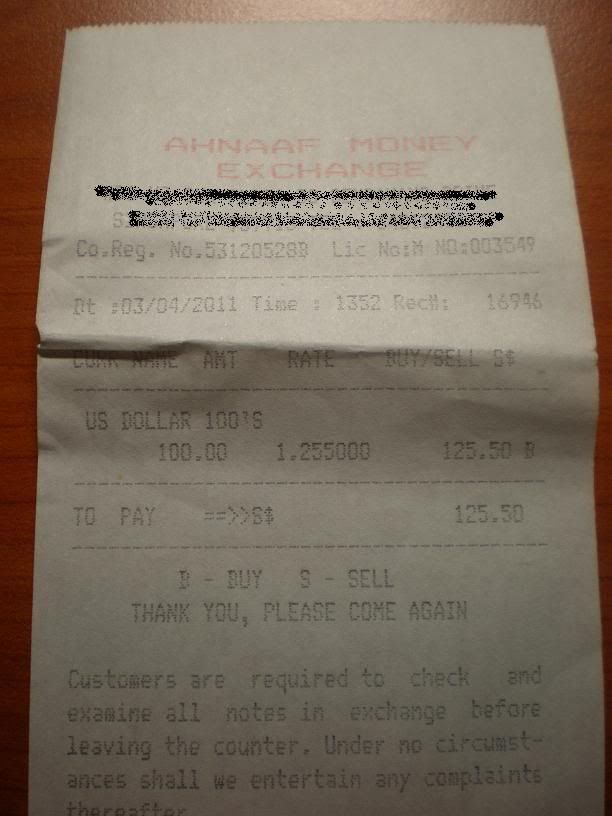 AHNAAF MONEY
EXCHANGE
Co.Reg. No.53120528B Lic No:M NO:003549
Dt :03/04/2011 Time : 1352 Rec#: 16946
CURR NAME AMT RATE BUY/SELL S$
US DOLLAR 100'S
100.00 1.255000 125.50 B
TO PAY ==>>S$ 125.50
B - BUY S - SELL
THANK YOU, PLEASE COME AGAIN
Customers are required to check and
examine all notes in exchange before
leaving the counter. Under no circumst-
ances shall we entertain any complaints
thereafter